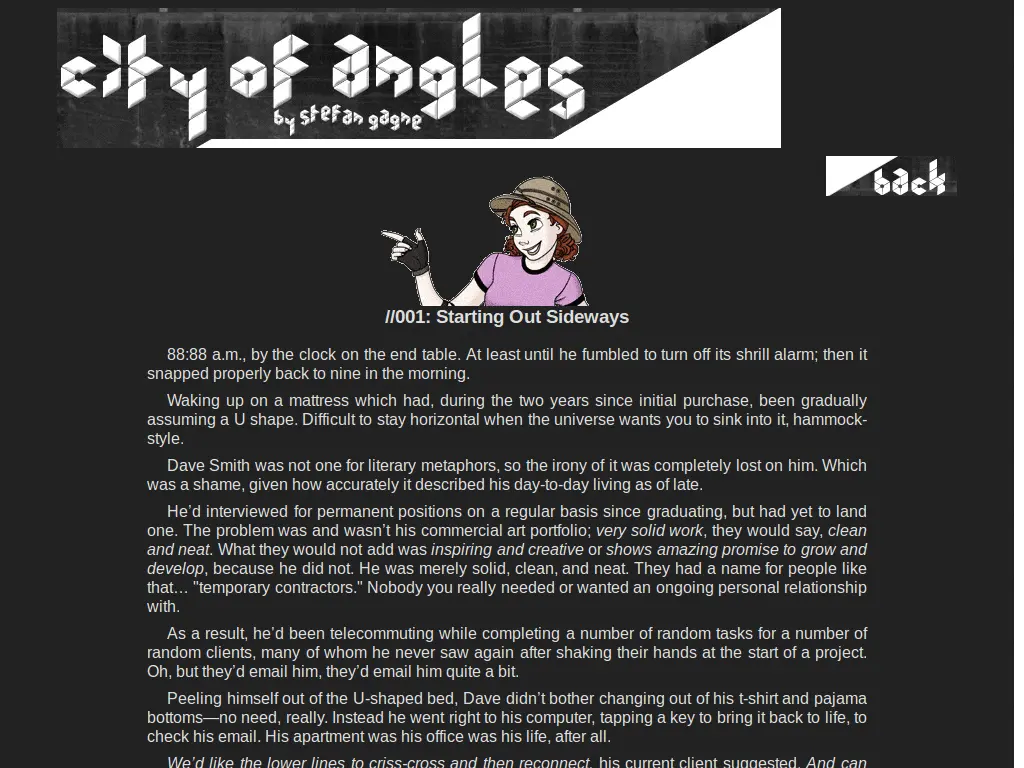 city of angles
by stefan gagne
back
//001: Starting Out Sideways
88:88 a.m., by the clock on the end table. At least until he fumbled to turn off its shrill alarm; then it
snapped properly back to nine in the morning.
Waking up on a mattress which had, during the two years since initial purchase, been gradually
assuming a U shape. Difficult to stay horizontal when the universe wants you to sink into it, hammock-
style.
Dave Smith was not one for literary metaphors, so the irony of it was completely lost on him. Which
was a shame, given how accurately it described his day-to-day living as of late.
He’d interviewed for permanent positions on a regular basis since graduating, but had yet to land
one. The problem was and wasn’t his commercial art portfolio; very solid work, they would say, clean
and neat. What they would not add was inspiring and creative or shows amazing promise to grow and
develop, because he did not. He was merely solid, clean, and neat. They had a name for people like
that… "temporary contractors." Nobody you really needed or wanted an ongoing personal relationship
with.
As a result, he’d been telecommuting while completing a number of random tasks for a number of
random clients, many of whom he never saw again after shaking their hands at the start of a project.
Oh, but they’d email him, they’d email him quite a bit.
Peeling himself out of the U-shaped bed, Dave didn’t bother changing out of his t-shirt and pajama
bottoms—no need, really. Instead he went right to his computer, tapping a key to bring it back to life, to
check his email. His apartment was his office was his life, after all.
We’d like the lower lines to criss-cross and then reconnect, his current client suggested. And can